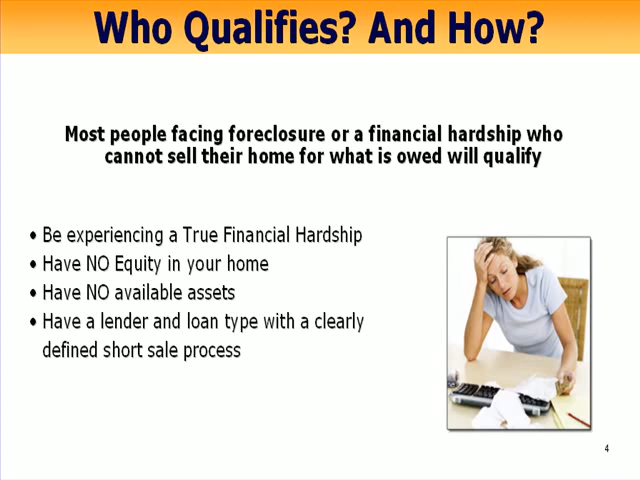 Who Qualifies? And How?
Most people facing foreclosure or a financial hardship who
cannot sell their home for what is owed will qualify
• Be experiencing a True Financial Hardship
• Have NO Equity in your home
• Have NO available assets
• Have a lender and loan type with a clearly
defined short sale process
4